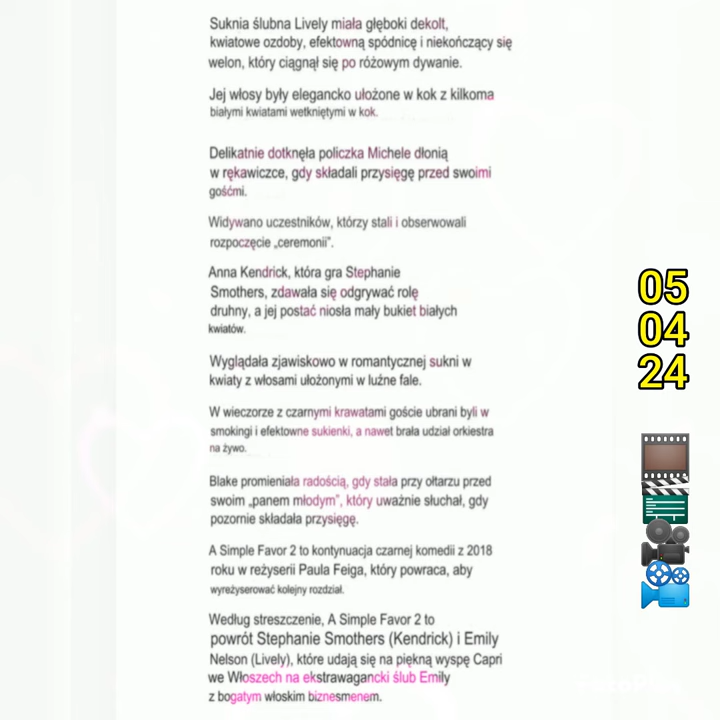 Suknia ślubna Lively miała głęboki dekolt,
kwiatowe ozdoby, efektowną spódnicę i niekończący się
welon, który ciągnął się po różowym dywanie.
Jej włosy były elegancko ułożone w kok z kilkoma
białymi kwiatami wetkniętymi w kok.
Delikatnie dotknęła policzka Michele dłonią
w rękawiczce, gdy składali przysięgę przed swoimi
gośćmi.
Widywano uczestników, którzy stali i obserwowali
rozpoczęcie „ceremonii”.
Anna Kendrick, która gra Stephanie
Smothers, zdawała się odgrywać rolę
druhny, a jej postać niosła mały bukiet białych
kwiatów.
Wyglądała zjawiskowo w romantycznej sukni w
kwiaty z włosami ułożonymi w luźne fale.
W wieczorze z czarnymi krawatami goście ubrani byli w
smokingi i efektowne sukienki, a nawet brała udział orkiestra
na żywo.
Blake promieniała radością, gdy stała przy ołtarzu przed
swoim „panem młodym”, który uważnie słuchał, gdy
pozornie składała przysięgę.
A Simple Favor 2 to kontynuacja czarnej komedii z 2018
roku w reżyserii Paula Feiga, który powraca, aby
wyreżyserować kolejny rozdział.
Według streszczenie, A Simple Favor 2 to
powrót Stephanie Smothers (Kendrick) i Emily
Nelson (Lively), które udają się na piękną wyspę Capri
we Włoszech na ekstrawagancki ślub Emily
z bogatym włoskim biznesmenem.
05
04
24